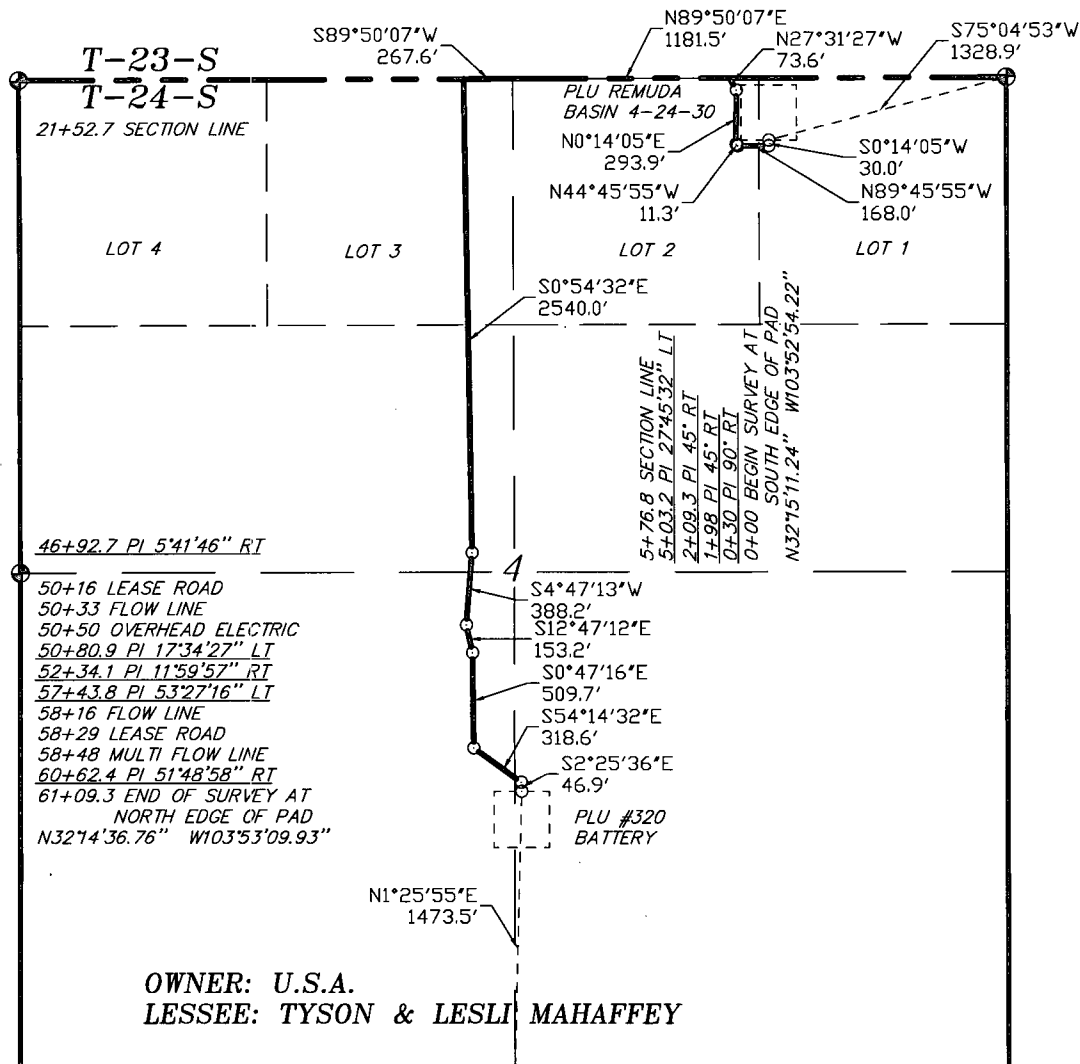 S89°50'07"W
267.6'
N89°50'07"E
1181.5'
N27°31'27"W
73.6'
S75°04'53"W
1328.9'
T-23-S
T-24-S
21+52.7 SECTION LINE
PLU REMUDA
BASIN 4-24-30
N0°14'05"E
293.9'
N44°45'55"W
11.3'
S0°14'05"W
30.0'
N89°45'55"W
168.0'
LOT 4
LOT 3
LOT 2
LOT 1
S0°54'32"E
2540.0'
5+76.8 SECTION LINE
5+03.2 PI 27°45'32" LT
2+09.3 PI 45° RT
1+98 PI 45° RT
0+30 PI 90° RT
0+00 BEGIN SURVEY AT
SOUTH EDGE OF PAD
N32°15'11.24" W103°52'54.22"
46+92.7 PI 5°41'46" RT
50+16 LEASE ROAD
50+33 FLOW LINE
50+50 OVERHEAD ELECTRIC
50+80.9 PI 17°34'27" LT
52+34.1 PI 11°59'57" RT
57+43.8 PI 53°27'16" LT
58+16 FLOW LINE
58+29 LEASE ROAD
58+48 MULTI FLOW LINE
60+62.4 PI 51°48'58" RT
61+09.3 END OF SURVEY AT
NORTH EDGE OF PAD
N32°14'36.76" W103°53'09.93"
4
S4°47'13"W
388.2'
S12°47'12"E
153.2'
S0°47'16"E
509.7'
S54°14'32"E
318.6'
S2°25'36"E
46.9'
PLU #320
BATTERY
N1°25'55"E
1473.5'
OWNER: U.S.A.
LESSEE: TYSON & LESLI MAHAFFEY